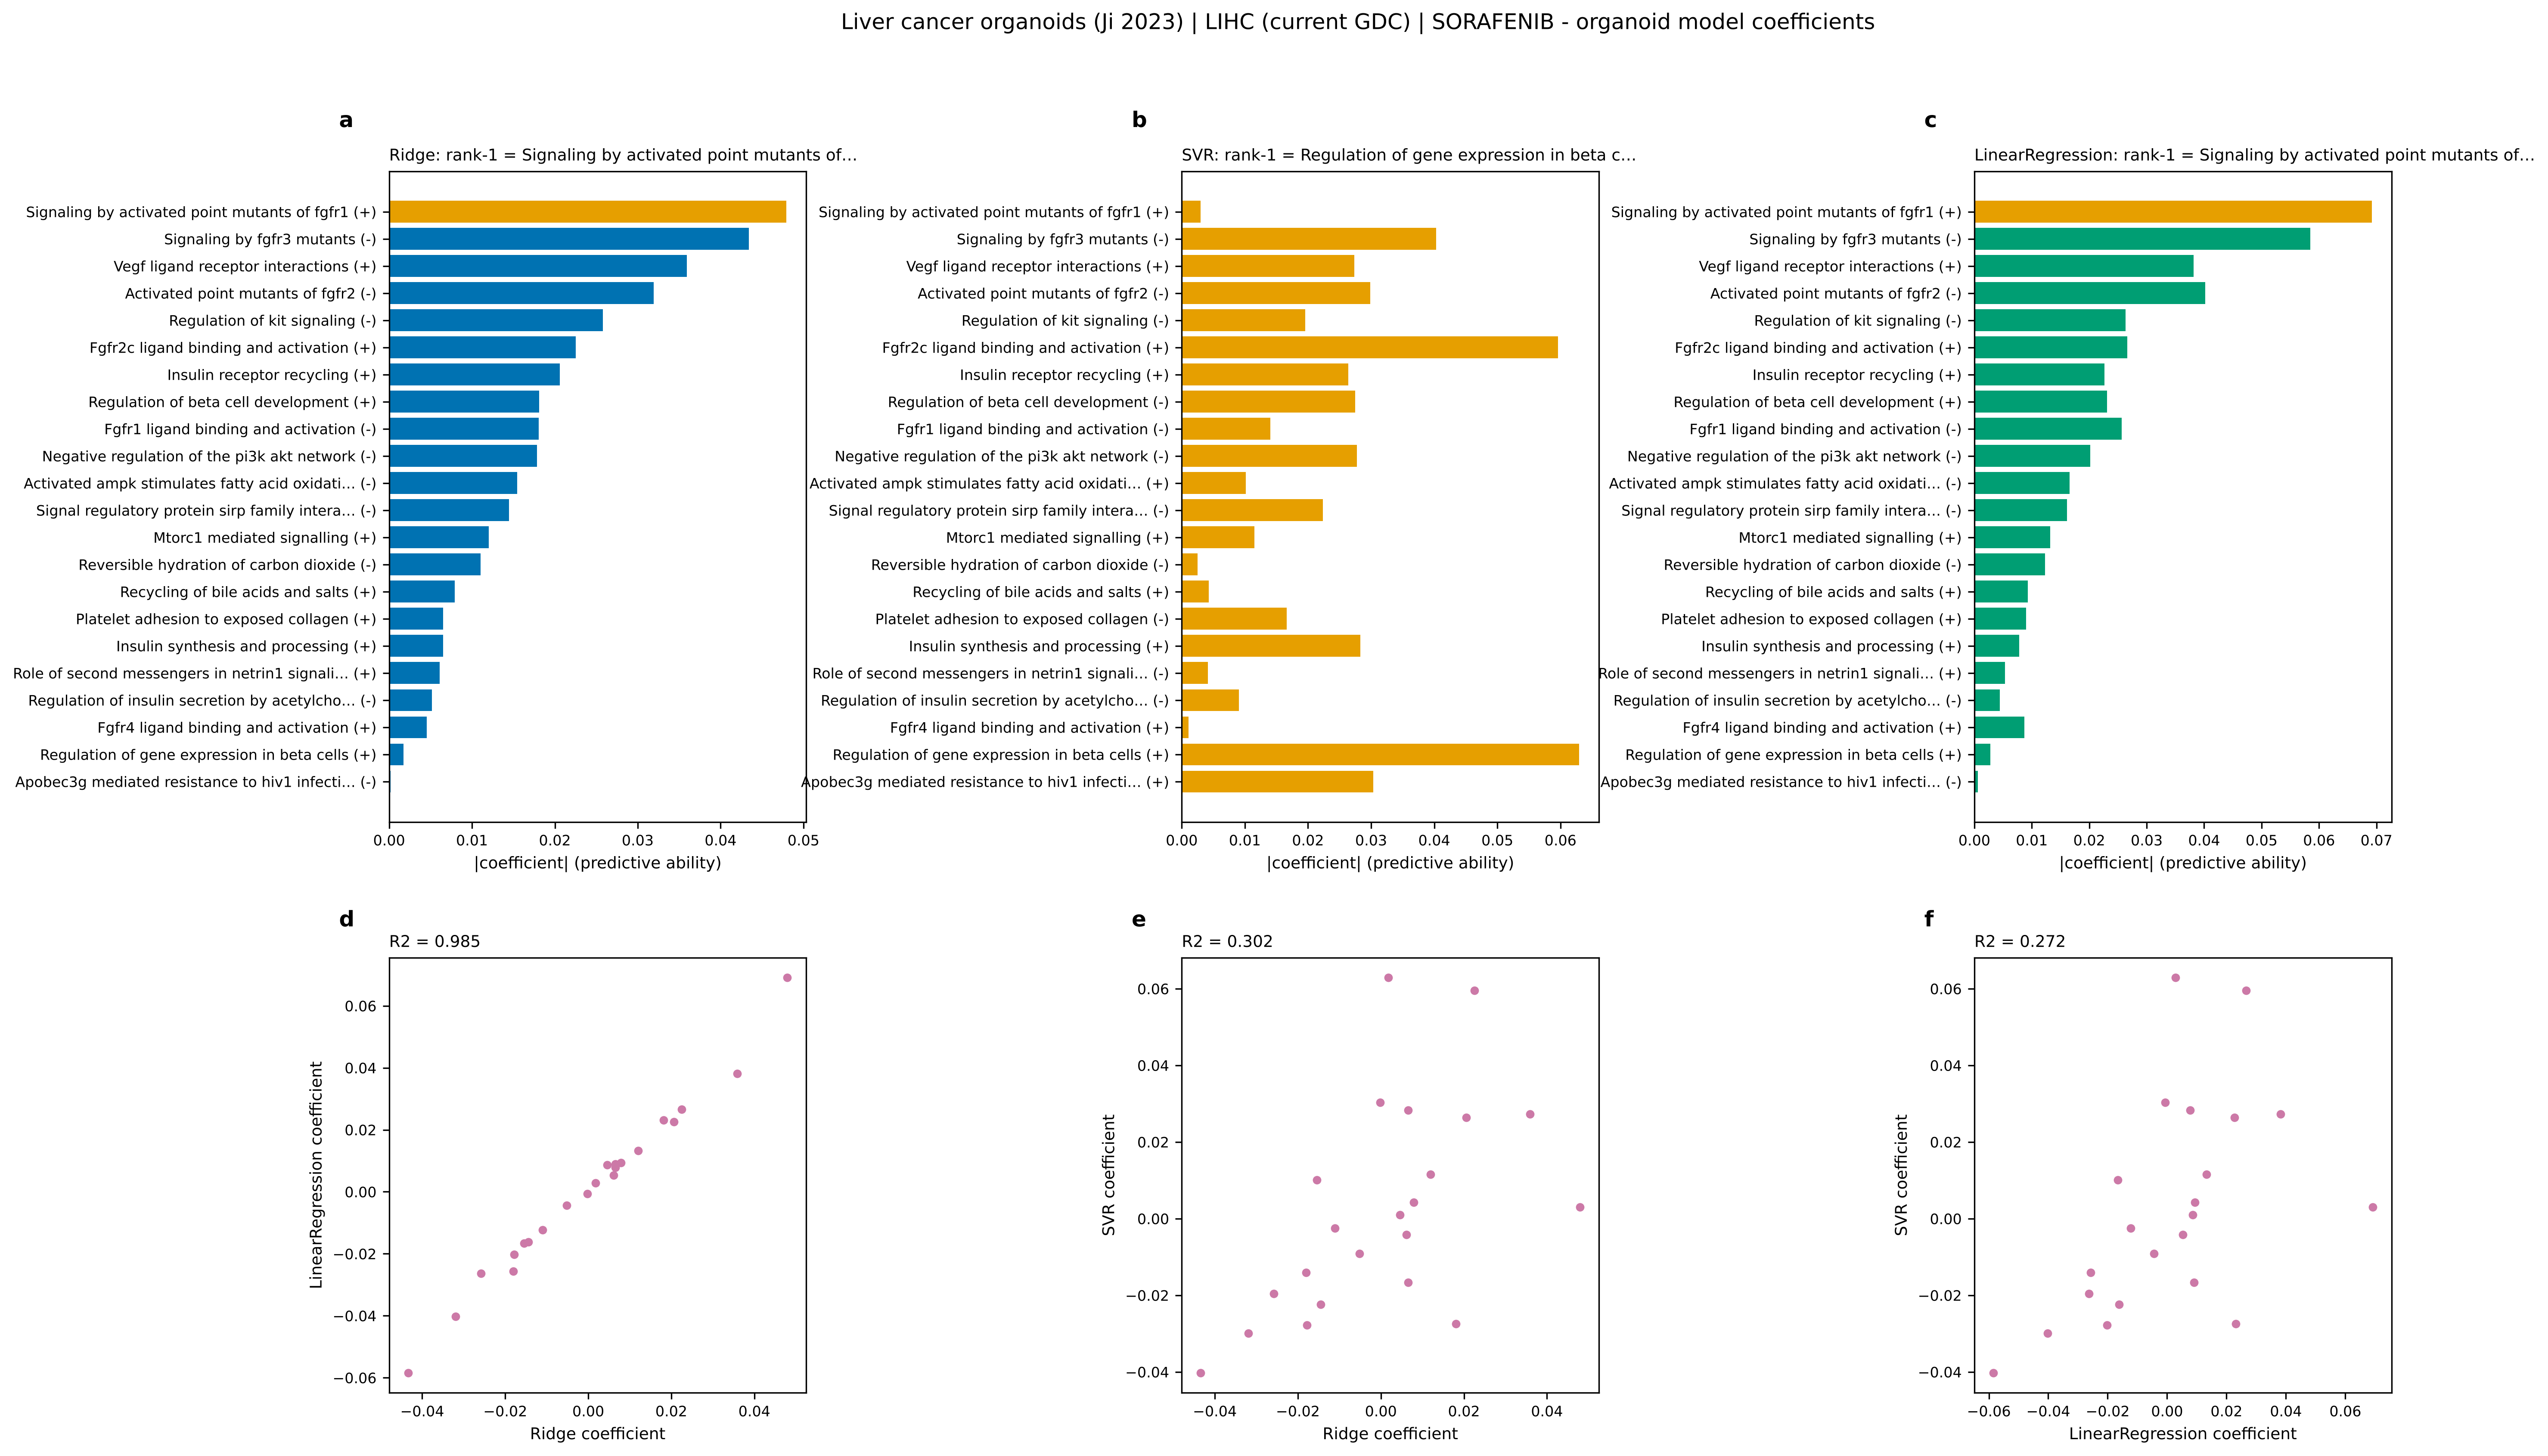 Liver cancer organoids (Ji 2023) | LIHC (current GDC) | SORAFENIB - organoid model coefficients
a
Ridge: rank-1 = Signaling by activated point mutants of…
Signaling by activated point mutants of fgfr1 (+)
Signaling by fgfr3 mutants (-)
Vegf ligand receptor interactions (+)
Activated point mutants of fgfr2 (-)
Regulation of kit signaling (-)
Fgfr2c ligand binding and activation (+)
Insulin receptor recycling (+)
Regulation of beta cell development (+)
Fgfr1 ligand binding and activation (-)
Negative regulation of the pi3k akt network (-)
Activated ampk stimulates fatty acid oxidati… (-)
Signal regulatory protein sirp family intera… (-)
Mtorc1 mediated signalling (+)
Reversible hydration of carbon dioxide (-)
Recycling of bile acids and salts (+)
Platelet adhesion to exposed collagen (+)
Insulin synthesis and processing (+)
Role of second messengers in netrin1 signali… (+)
Regulation of insulin secretion by acetylcho… (-)
Fgfr4 ligand binding and activation (+)
Regulation of gene expression in beta cells (+)
Apobec3g mediated resistance to hiv1 infecti… (-)
0.00 0.01 0.02 0.03 0.04 0.05
|coefficient| (predictive ability)
b
SVR: rank-1 = Regulation of gene expression in beta c…
Signaling by activated point mutants of fgfr1 (+)
Signaling by fgfr3 mutants (-)
Vegf ligand receptor interactions (+)
Activated point mutants of fgfr2 (-)
Regulation of kit signaling (-)
Fgfr2c ligand binding and activation (+)
Insulin receptor recycling (+)
Regulation of beta cell development (-)
Fgfr1 ligand binding and activation (-)
Negative regulation of the pi3k akt network (-)
Activated ampk stimulates fatty acid oxidati… (+)
Signal regulatory protein sirp family intera… (-)
Mtorc1 mediated signalling (+)
Reversible hydration of carbon dioxide (-)
Recycling of bile acids and salts (+)
Platelet adhesion to exposed collagen (-)
Insulin synthesis and processing (+)
Role of second messengers in netrin1 signali… (-)
Regulation of insulin secretion by acetylcho… (-)
Fgfr4 ligand binding and activation (+)
Regulation of gene expression in beta cells (+)
Apobec3g mediated resistance to hiv1 infecti… (+)
0.00 0.01 0.02 0.03 0.04 0.05 0.06
|coefficient| (predictive ability)
c
LinearRegression: rank-1 = Signaling by activated point mutants of…
Signaling by activated point mutants of fgfr1 (+)
Signaling by fgfr3 mutants (-)
Vegf ligand receptor interactions (+)
Activated point mutants of fgfr2 (-)
Regulation of kit signaling (-)
Fgfr2c ligand binding and activation (+)
Insulin receptor recycling (+)
Regulation of beta cell development (+)
Fgfr1 ligand binding and activation (-)
Negative regulation of the pi3k akt network (-)
Activated ampk stimulates fatty acid oxidati… (-)
Signal regulatory protein sirp family intera… (-)
Mtorc1 mediated signalling (+)
Reversible hydration of carbon dioxide (-)
Recycling of bile acids and salts (+)
Platelet adhesion to exposed collagen (+)
Insulin synthesis and processing (+)
Role of second messengers in netrin1 signali… (+)
Regulation of insulin secretion by acetylcho… (-)
Fgfr4 ligand binding and activation (+)
Regulation of gene expression in beta cells (+)
Apobec3g mediated resistance to hiv1 infecti… (-)
0.00 0.01 0.02 0.03 0.04 0.05 0.06 0.07
|coefficient| (predictive ability)
d
R2 = 0.985
LinearRegression coefficient
0.06
0.04
0.02
0.00
−0.02
−0.04
−0.06
−0.04 −0.02 0.00 0.02 0.04
Ridge coefficient
e
R2 = 0.302
SVR coefficient
0.06
0.04
0.02
0.00
−0.02
−0.04
−0.04 −0.02 0.00 0.02 0.04
Ridge coefficient
f
R2 = 0.272
SVR coefficient
0.06
0.04
0.02
0.00
−0.02
−0.04
−0.06 −0.04 −0.02 0.00 0.02 0.04 0.06
LinearRegression coefficient